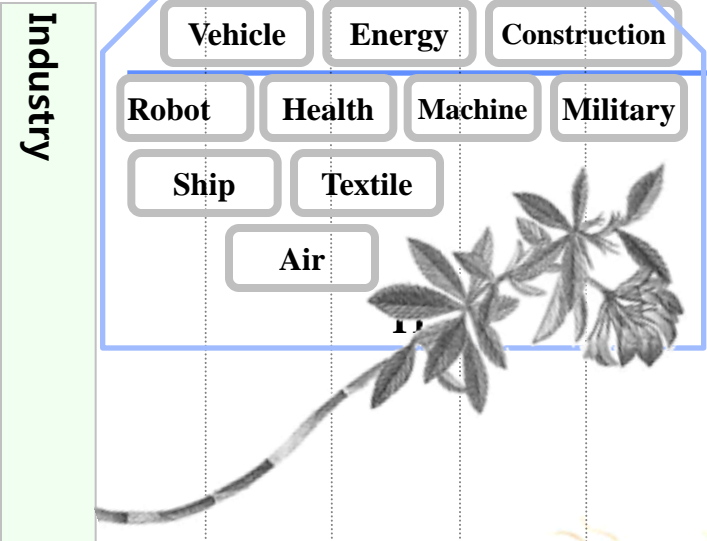 Industry
Vehicle Energy Construction
Robot Health Machine Military
Ship Textile
Air